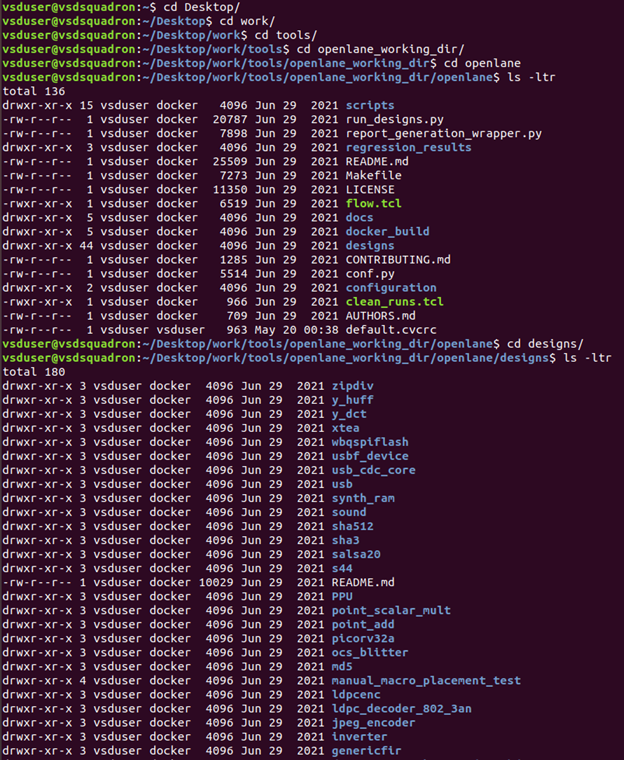 vsduser@vsdsquadron:~$ cd Desktop/
vsduser@vsdsquadron:~/Desktop$ cd work/
vsduser@vsdsquadron:~/Desktop/work$ cd tools/
vsduser@vsdsquadron:~/Desktop/work/tools$ cd openlane_working_dir/
vsduser@vsdsquadron:~/Desktop/work/tools/openlane_working_dir$ cd openlane
vsduser@vsdsquadron:~/Desktop/work/tools/openlane_working_dir/openlane$ ls -ltr
total 136
drwxr-xr-x 15 vsduser docker   4096 Jun 29  2021 scripts
-rw-r--r--  1 vsduser docker  20787 Jun 29  2021 run_designs.py
-rw-r--r--  1 vsduser docker   7898 Jun 29  2021 report_generation_wrapper.py
drwxr-xr-x  3 vsduser docker   4096 Jun 29  2021 regression_results
-rw-r--r--  1 vsduser docker  25509 Jun 29  2021 README.md
-rw-r--r--  1 vsduser docker   7273 Jun 29  2021 Makefile
-rw-r--r--  1 vsduser docker  11350 Jun 29  2021 LICENSE
-rwxr-xr-x  1 vsduser docker   6519 Jun 29  2021 flow.tcl
drwxr-xr-x  5 vsduser docker   4096 Jun 29  2021 docs
drwxr-xr-x  5 vsduser docker   4096 Jun 29  2021 docker_build
drwxr-xr-x 44 vsduser docker   4096 Jun 29  2021 designs
-rw-r--r--  1 vsduser docker   1285 Jun 29  2021 CONTRIBUTING.md
-rw-r--r--  1 vsduser docker   5514 Jun 29  2021 conf.py
drwxr-xr-x  2 vsduser docker   4096 Jun 29  2021 configuration
-rwxr-xr-x  1 vsduser docker    966 Jun 29  2021 clean_runs.tcl
-rw-r--r--  1 vsduser docker    709 Jun 29  2021 AUTHORS.md
-rw-r--r--  1 vsduser vsduser   963 May 20 00:38 default.cvcrc
vsduser@vsdsquadron:~/Desktop/work/tools/openlane_working_dir/openlane$ cd designs/
vsduser@vsdsquadron:~/Desktop/work/tools/openlane_working_dir/openlane/designs$ ls -ltr
total 180
drwxr-xr-x 3 vsduser docker  4096 Jun 29  2021 zipdiv
drwxr-xr-x 3 vsduser docker  4096 Jun 29  2021 y_huff
drwxr-xr-x 3 vsduser docker  4096 Jun 29  2021 y_dct
drwxr-xr-x 3 vsduser docker  4096 Jun 29  2021 xtea
drwxr-xr-x 3 vsduser docker  4096 Jun 29  2021 wbqspiflash
drwxr-xr-x 3 vsduser docker  4096 Jun 29  2021 usbf_device
drwxr-xr-x 3 vsduser docker  4096 Jun 29  2021 usb_cdc_core
drwxr-xr-x 3 vsduser docker  4096 Jun 29  2021 usb
drwxr-xr-x 3 vsduser docker  4096 Jun 29  2021 synth_ram
drwxr-xr-x 3 vsduser docker  4096 Jun 29  2021 sound
drwxr-xr-x 3 vsduser docker  4096 Jun 29  2021 sha512
drwxr-xr-x 3 vsduser docker  4096 Jun 29  2021 sha3
drwxr-xr-x 3 vsduser docker  4096 Jun 29  2021 salsa20
drwxr-xr-x 3 vsduser docker  4096 Jun 29  2021 s44
-rw-r--r-- 1 vsduser docker 10029 Jun 29  2021 README.md
drwxr-xr-x 3 vsduser docker  4096 Jun 29  2021 PPU
drwxr-xr-x 3 vsduser docker  4096 Jun 29  2021 point_scalar_mult
drwxr-xr-x 3 vsduser docker  4096 Jun 29  2021 point_add
drwxr-xr-x 3 vsduser docker  4096 Jun 29  2021 picorv32a
drwxr-xr-x 3 vsduser docker  4096 Jun 29  2021 ocs_blitter
drwxr-xr-x 3 vsduser docker  4096 Jun 29  2021 md5
drwxr-xr-x 4 vsduser docker  4096 Jun 29  2021 manual_macro_placement_test
drwxr-xr-x 3 vsduser docker  4096 Jun 29  2021 ldpcenc
drwxr-xr-x 3 vsduser docker  4096 Jun 29  2021 ldpc_decoder_802_3an
drwxr-xr-x 3 vsduser docker  4096 Jun 29  2021 jpeg_encoder
drwxr-xr-x 3 vsduser docker  4096 Jun 29  2021 inverter
drwxr-xr-x 3 vsduser docker  4096 Jun 29  2021 genericfir